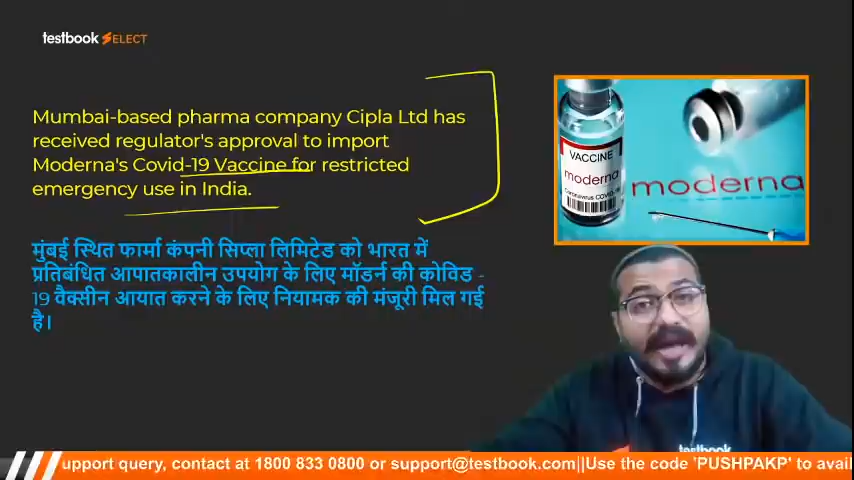 testbook SELECT
Mumbai-based pharma company Cipla Ltd has
received regulator's approval to import
Moderna's Covid-19 Vaccine for restricted
emergency use in India.
मुंबई स्थित फार्मा कंपनी सिप्ला लिमिटेड को भारत में
प्रतिबंधित आपातकालीन उपयोग के लिए मॉडर्न की कोविड -
19 वैक्सीन आयात करने के लिए नियामक की मंजूरी मिल गई
है।
VACCINE
moderna
Coronavirus COVID-19
moderna
testbook
upport query, contact at 1800 833 0800 or support@testbook.com||Use the code 'PUSHPAKP' to avai